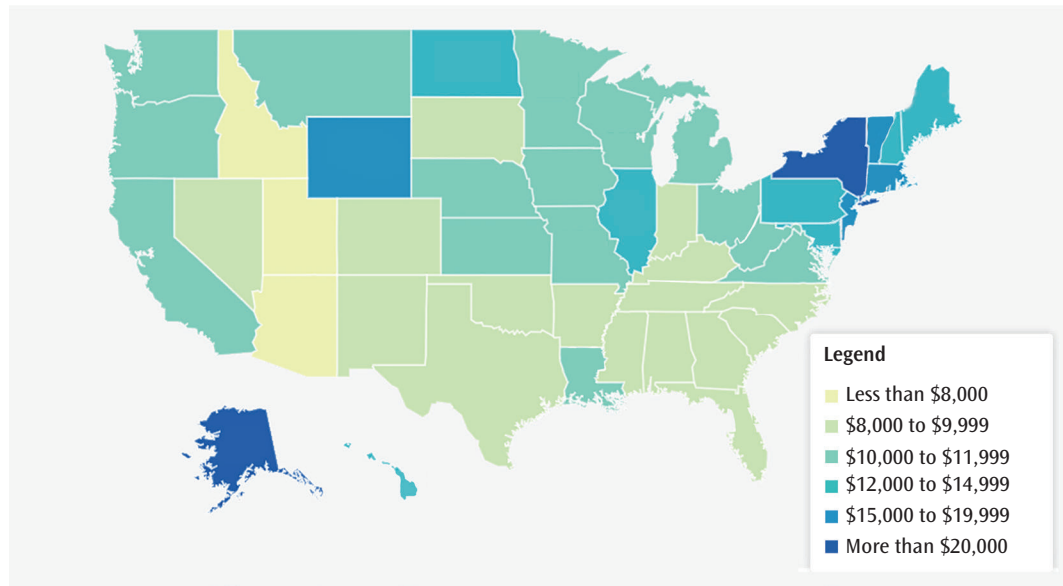 Legend
Less than $8,000
$8,000 to $9,999
$10,000 to $11,999
$12,000 to $14,999
$15,000 to $19,999
More than $20,000